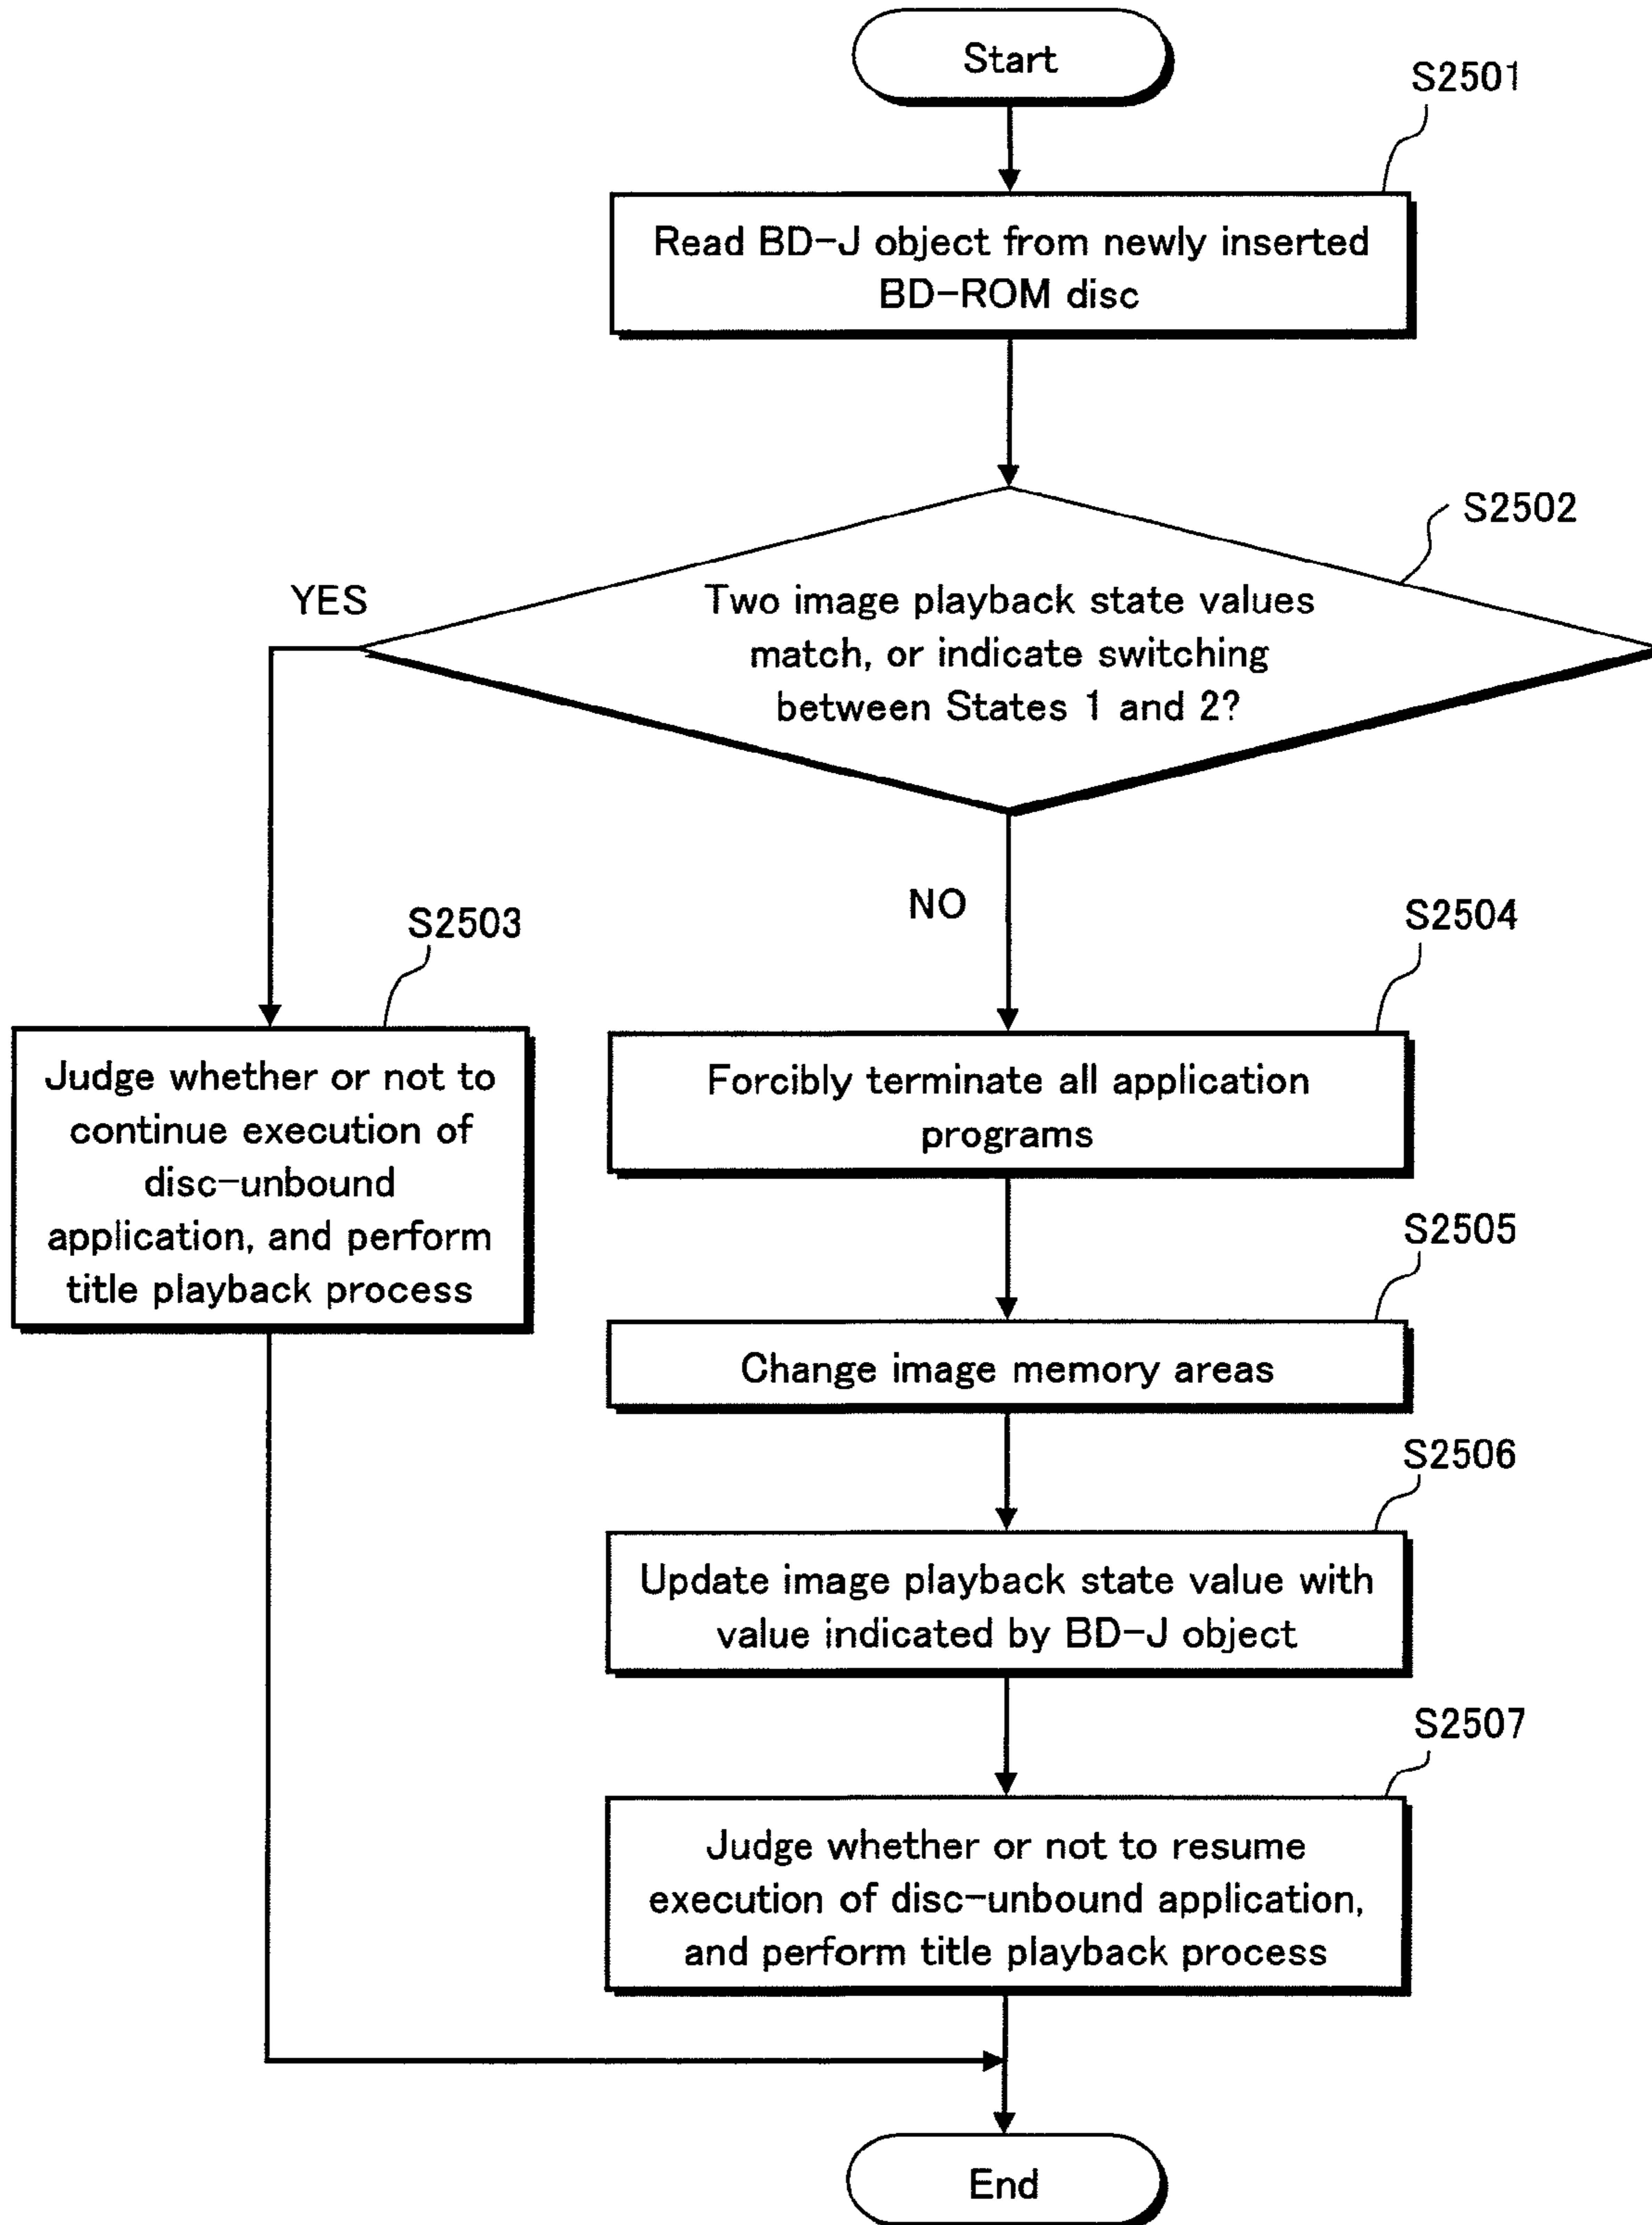 Start
S2501
Read BD-J object from newly inserted
BD-ROM disc
S2502
YES
Two image playback state values
match, or indicate switching
between States 1 and 2?
NO
S2503
Judge whether or not to
continue execution of
disc-unbound
application, and perform
title playback process
S2504
Forcibly terminate all application
programs
S2505
Change image memory areas
S2506
Update image playback state value with
value indicated by BD-J object
S2507
Judge whether or not to resume
execution of disc-unbound application,
and perform title playback process
End